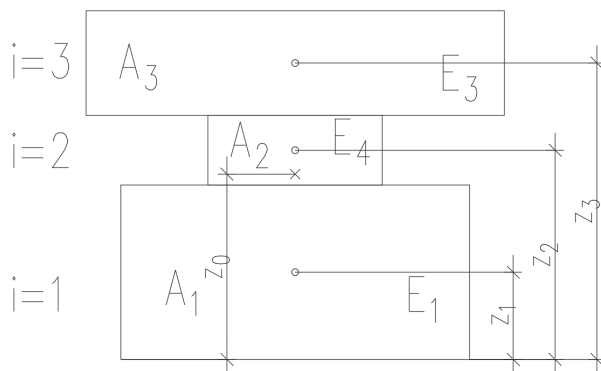 i=3 A₃ E₃
i=2 A₂ E₄
i=1 A₁ E₁
z₀
z₁
z₂
z₃